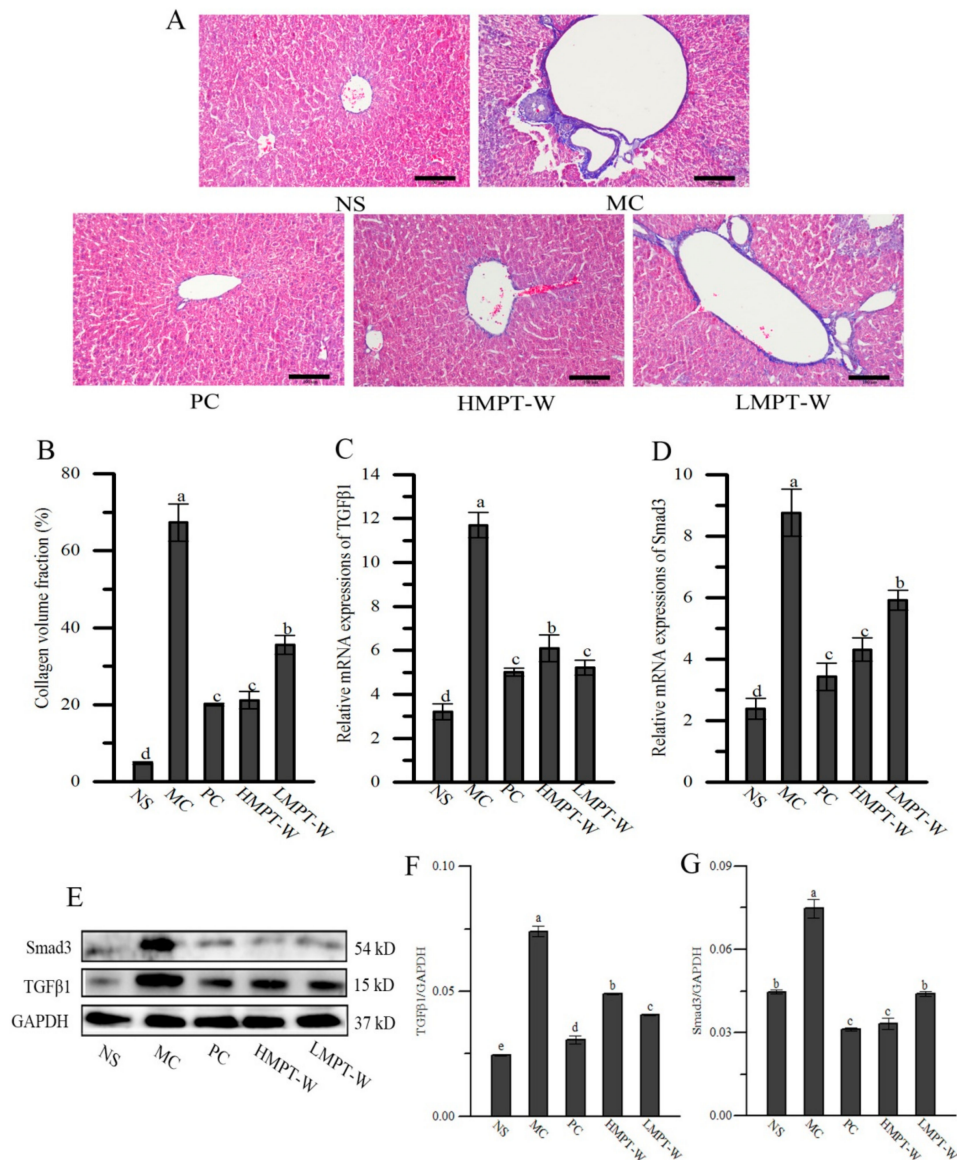 A
NS
MC
PC
HMPT-W
LMPT-W
B
Collagen volume fraction (%)
80
60
40
20
0
d
a
c
c
b
NS
MC
PC
HMPT-W
LMPT-W
C
Relative mRNA expressions of TGFβ1
14
12
10
8
6
4
2
0
d
a
c
b
c
NS
MC
PC
HMPT-W
LMPT-W
D
Relative mRNA expressions of Smad3
10
8
6
4
2
0
d
a
c
c
b
NS
MC
PC
HMPT-W
LMPT-W
E
Smad3 54 kD
TGFβ1 15 kD
GAPDH 37 kD
NS
MC
PC
HMPT-W
LMPT-W
F
TGFβ1/GAPDH
0.10
0.05
0.00
e
a
d
b
c
NS
MC
PC
HMPT-W
LMPT-W
G
Smad3/GAPDH
0.09
0.06
0.03
0.00
b
a
c
c
b
NS
MC
PC
HMPT-W
LMPT-W